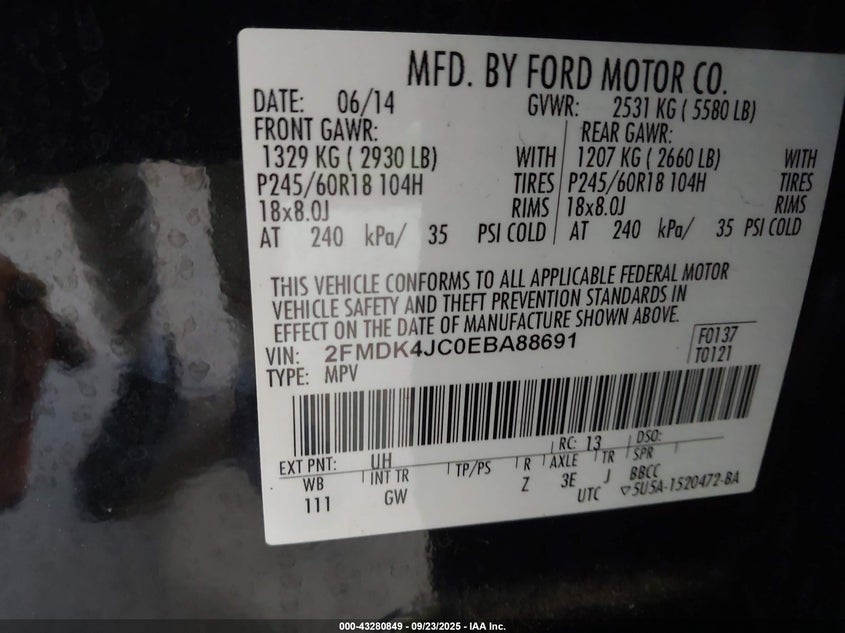 MFD. BY FORD MOTOR CO.
DATE: 06/14 GVWR: 2531 KG ( 5580 LB)
FRONT GAWR: REAR GAWR:
1329 KG ( 2930 LB) WITH 1207 KG ( 2660 LB) WITH
P245/60R18 104H TIRES P245/60R18 104H TIRES
18x8.0J RIMS 18x8.0J RIMS
AT 240 kPa/ 35 PSI COLD AT 240 kPa/ 35 PSI COLD
THIS VEHICLE CONFORMS TO ALL APPLICABLE FEDERAL MOTOR
VEHICLE SAFETY AND THEFT PREVENTION STANDARDS IN
EFFECT ON THE DATE OF MANUFACTURE SHOWN ABOVE.
VIN: 2FMDK4JC0EBA88691 F0137
TYPE: MPV T0121
EXT PNT: UH RC: 13 DSO:
WB INT TR TP/PS R AXLE TR SPR
111 GW Z 3E J BBCC
UTC ▽5U5A-1520472-BA
000-43280849 - 09/23/2025 - IAA Inc.